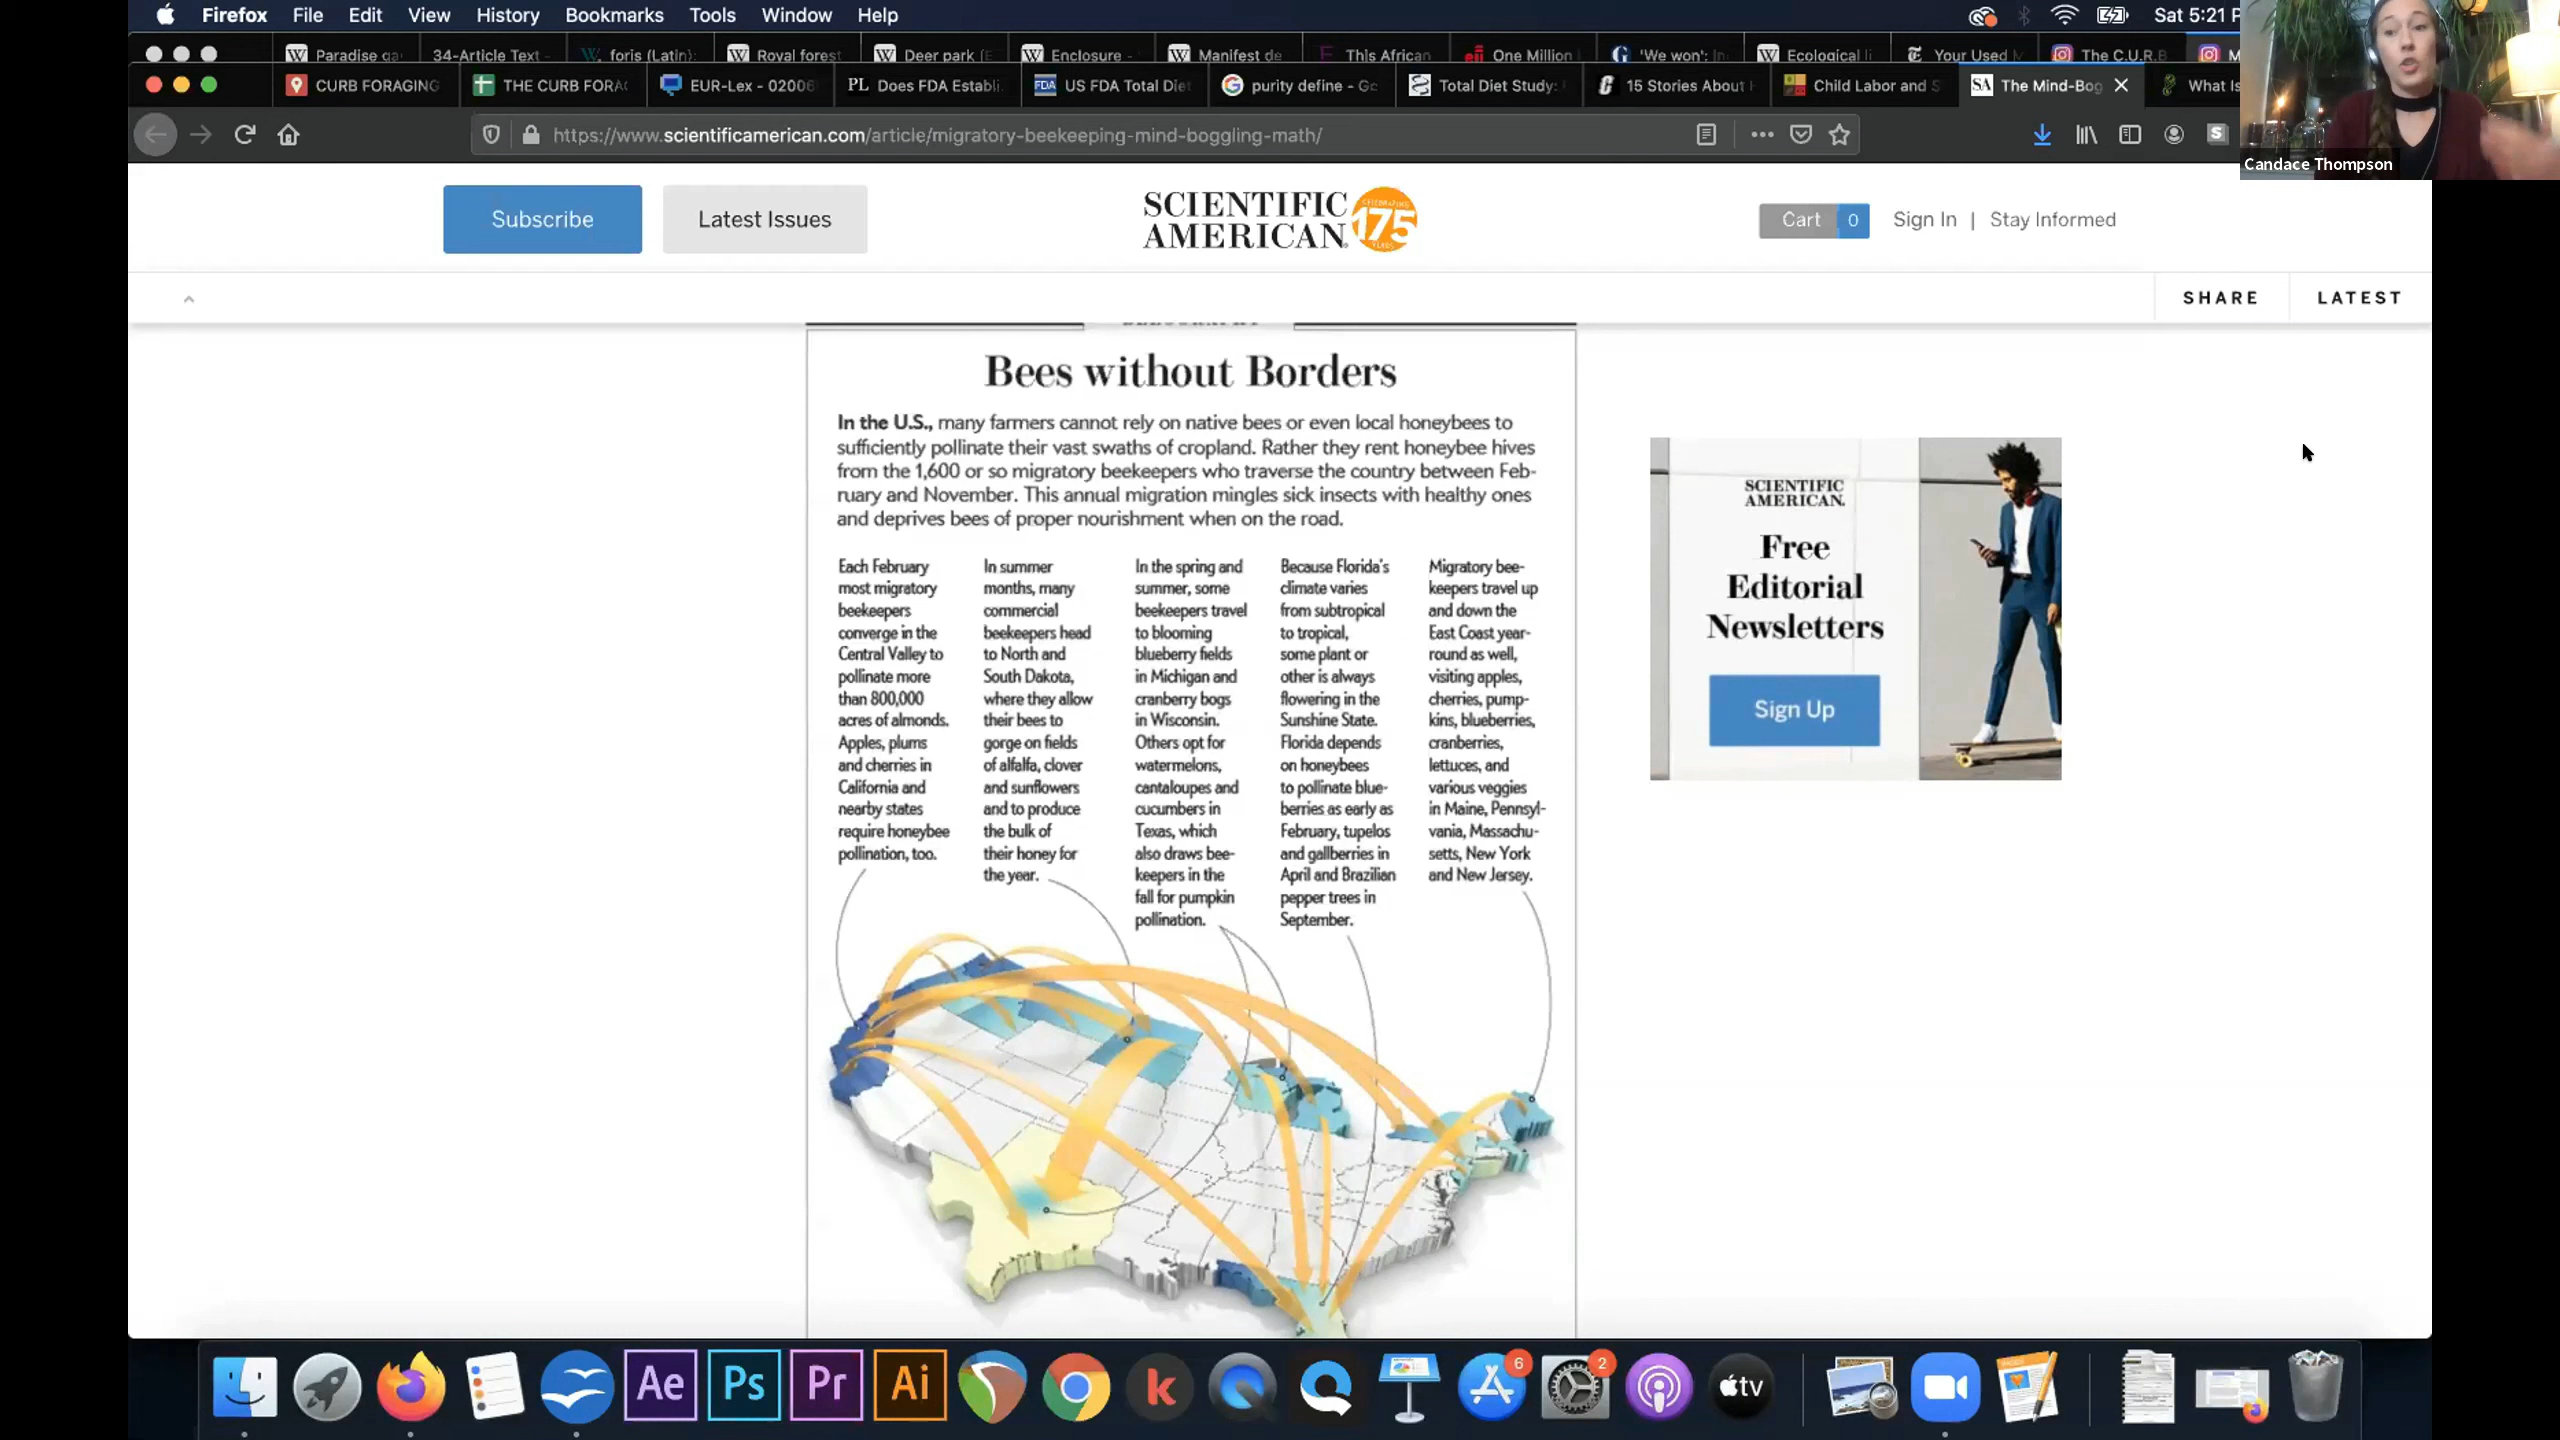 Firefox File Edit View History Bookmarks Tools Window Help
Sat 5:21 P
Paradise ga
34-Article Text -
foris (Latin):
Royal forest
Deer park (E
Enclosure -
Manifest de
This African
One Million
'We won': In
Ecological li
Your Used M
The C.U.R.B
CURB FORAGING
THE CURB FORA
EUR-Lex - 02006
Does FDA Establi
US FDA Total Diet
purity define - Go
Total Diet Study:
15 Stories About H
Child Labor and S
The Mind-Bog
What Is
https://www.scientificamerican.com/article/migratory-beekeeping-mind-boggling-math/
Candace Thompson
Subscribe
Latest Issues
SCIENTIFIC
AMERICAN
CELEBRATING
175
YEARS
Cart 0
Sign In | Stay Informed
SHARE
LATEST
Bees without Borders
In the U.S., many farmers cannot rely on native bees or even local honeybees to
sufficiently pollinate their vast swaths of cropland. Rather they rent honeybee hives
from the 1,600 or so migratory beekeepers who traverse the country between Feb-
ruary and November. This annual migration mingles sick insects with healthy ones
and deprives bees of proper nourishment when on the road.
Each February
most migratory
beekeepers
converge in the
Central Valley to
pollinate more
than 800,000
acres of almonds.
Apples, plums
and cherries in
California and
nearby states
require honeybee
pollination, too.
In summer
months, many
commercial
beekeepers head
to North and
South Dakota,
where they allow
their bees to
gorge on fields
of alfalfa, clover
and sunflowers
and to produce
the bulk of
their honey for
the year.
In the spring and
summer, some
beekeepers travel
to blooming
blueberry fields
in Michigan and
cranberry bogs
in Wisconsin.
Others opt for
watermelons,
cantaloupes and
cucumbers in
Texas, which
also draws bee-
keepers in the
fall for pumpkin
pollination.
Because Florida's
climate varies
from subtropical
to tropical,
some plant or
other is always
flowering in the
Sunshine State.
Florida depends
on honeybees
to pollinate blue-
berries as early as
February, tupelos
and gallberries in
April and Brazilian
pepper trees in
September.
Migratory bee-
keepers travel up
and down the
East Coast year-
round as well,
visiting apples,
cherries, pump-
kins, blueberries,
cranberries,
lettuces, and
various veggies
in Maine, Pennsyl-
vania, Massachu-
setts, New York
and New Jersey.
SCIENTIFIC
AMERICAN.
Free
Editorial
Newsletters
Sign Up
Ae
Ps
Pr
Ai
k
6
2
tv